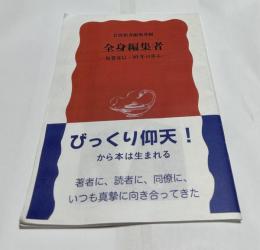 全身編集者
びっくり仰天！
から本は生まれる
著者に、読者に、同僚に、
いつも真摯に向き合ってきた